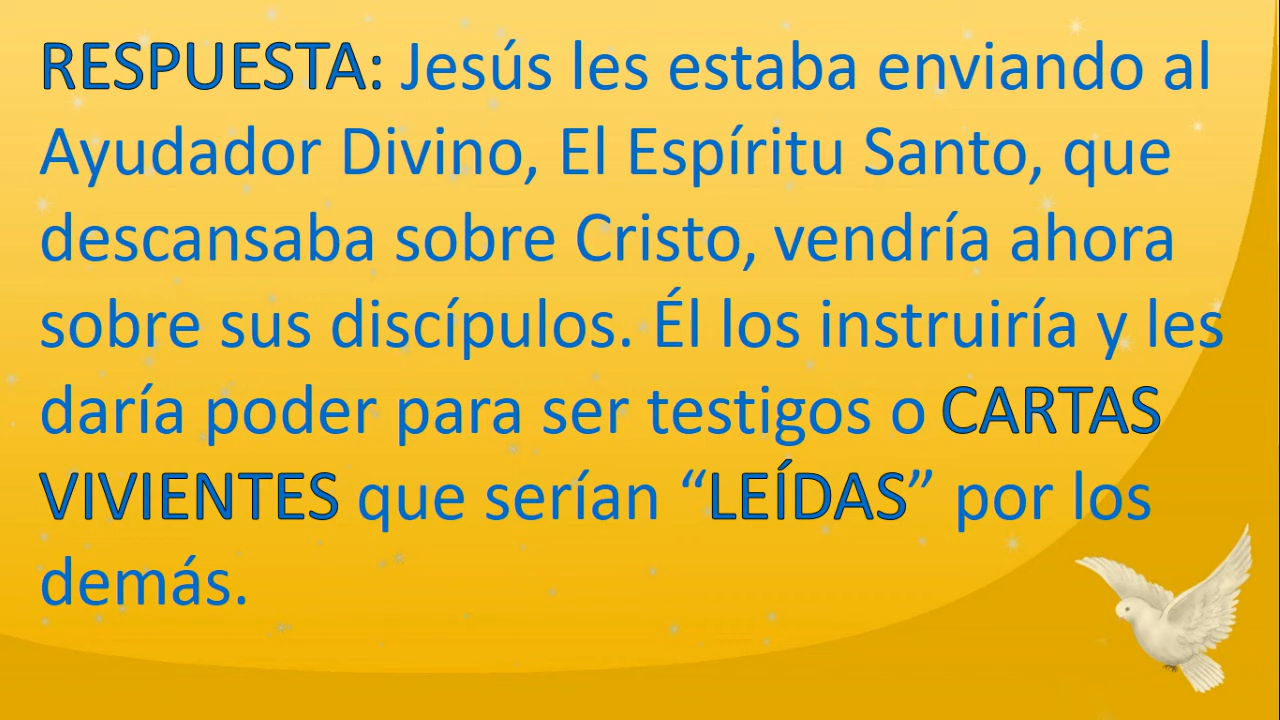 RESPUESTA: Jesús les estaba enviando al
Ayudador Divino, El Espíritu Santo, que
descansaba sobre Cristo, vendría ahora
sobre sus discípulos. Él los instruiría y les
daría poder para ser testigos o CARTAS
VIVIENTES que serían “LEÍDAS” por los
demás.